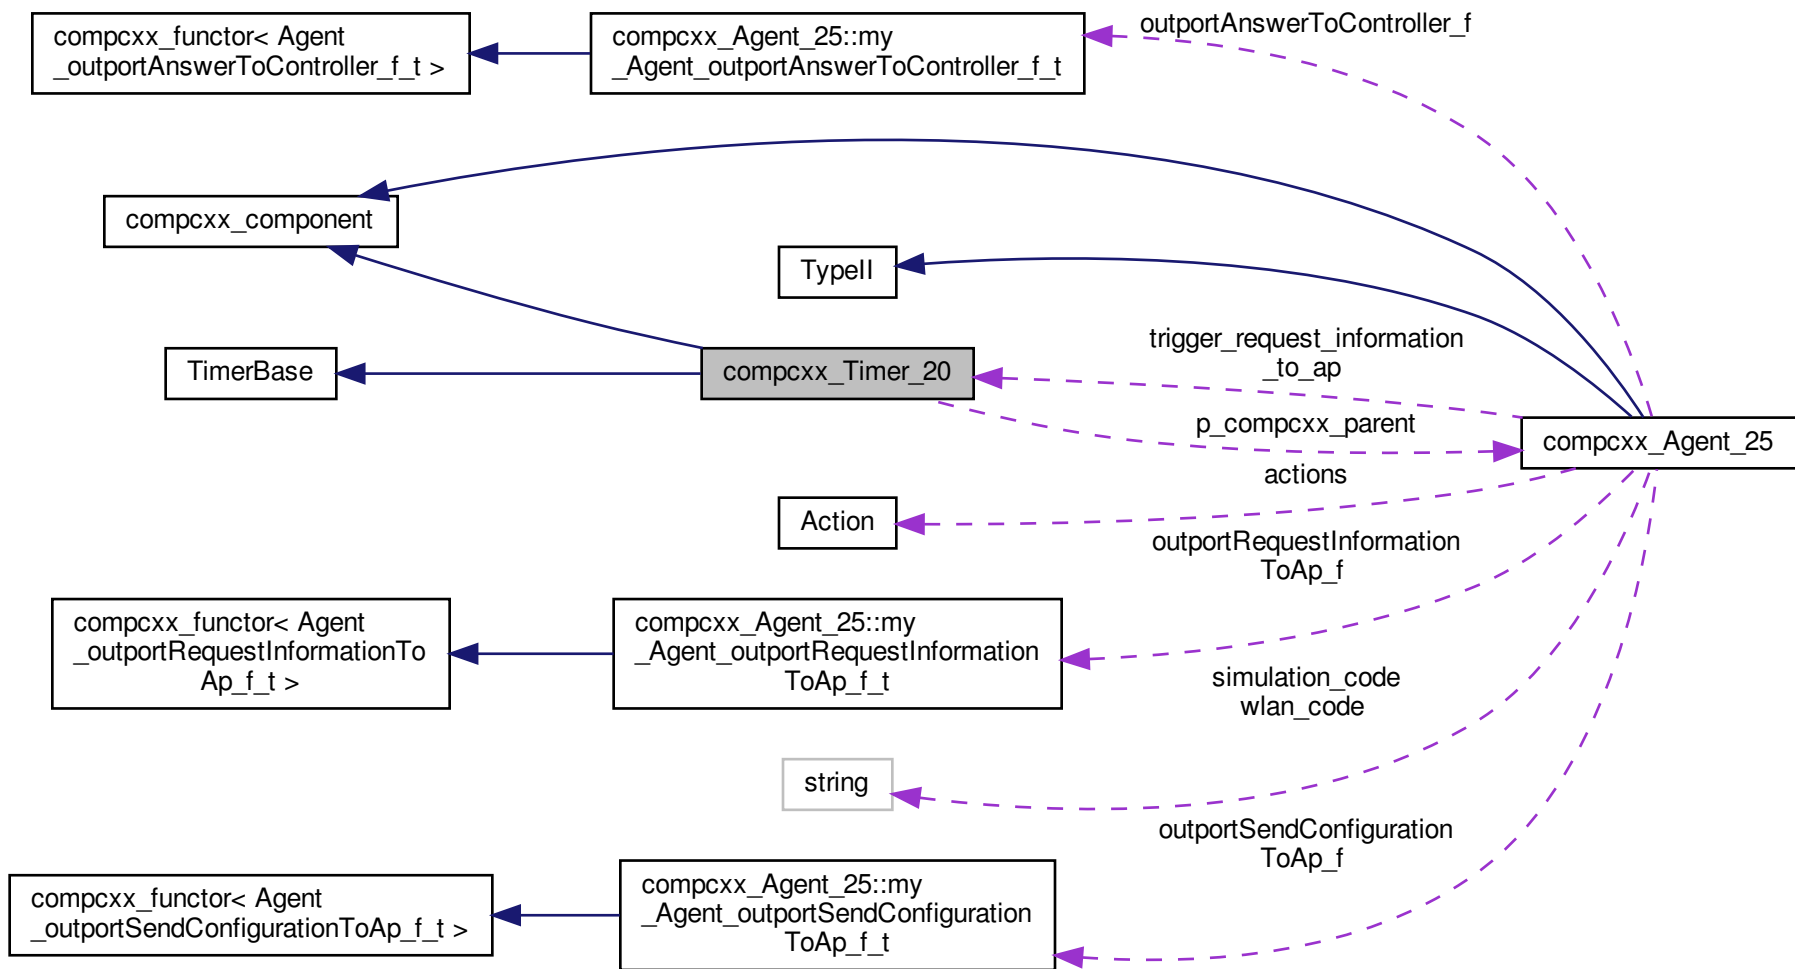 compcxx_functor< Agent
_outportAnswerToController_f_t >
compcxx_Agent_25::my
_Agent_outportAnswerToController_f_t
outportAnswerToController_f
compcxx_component
TypeII
TimerBase
compcxx_Timer_20
trigger_request_information
_to_ap
p_compcxx_parent
compcxx_Agent_25
actions
Action
outportRequestInformation
ToAp_f
compcxx_functor< Agent
_outportRequestInformationTo
Ap_f_t >
compcxx_Agent_25::my
_Agent_outportRequestInformation
ToAp_f_t
simulation_code
wlan_code
string
outportSendConfiguration
ToAp_f
compcxx_functor< Agent
_outportSendConfigurationToAp_f_t >
compcxx_Agent_25::my
_Agent_outportSendConfiguration
ToAp_f_t